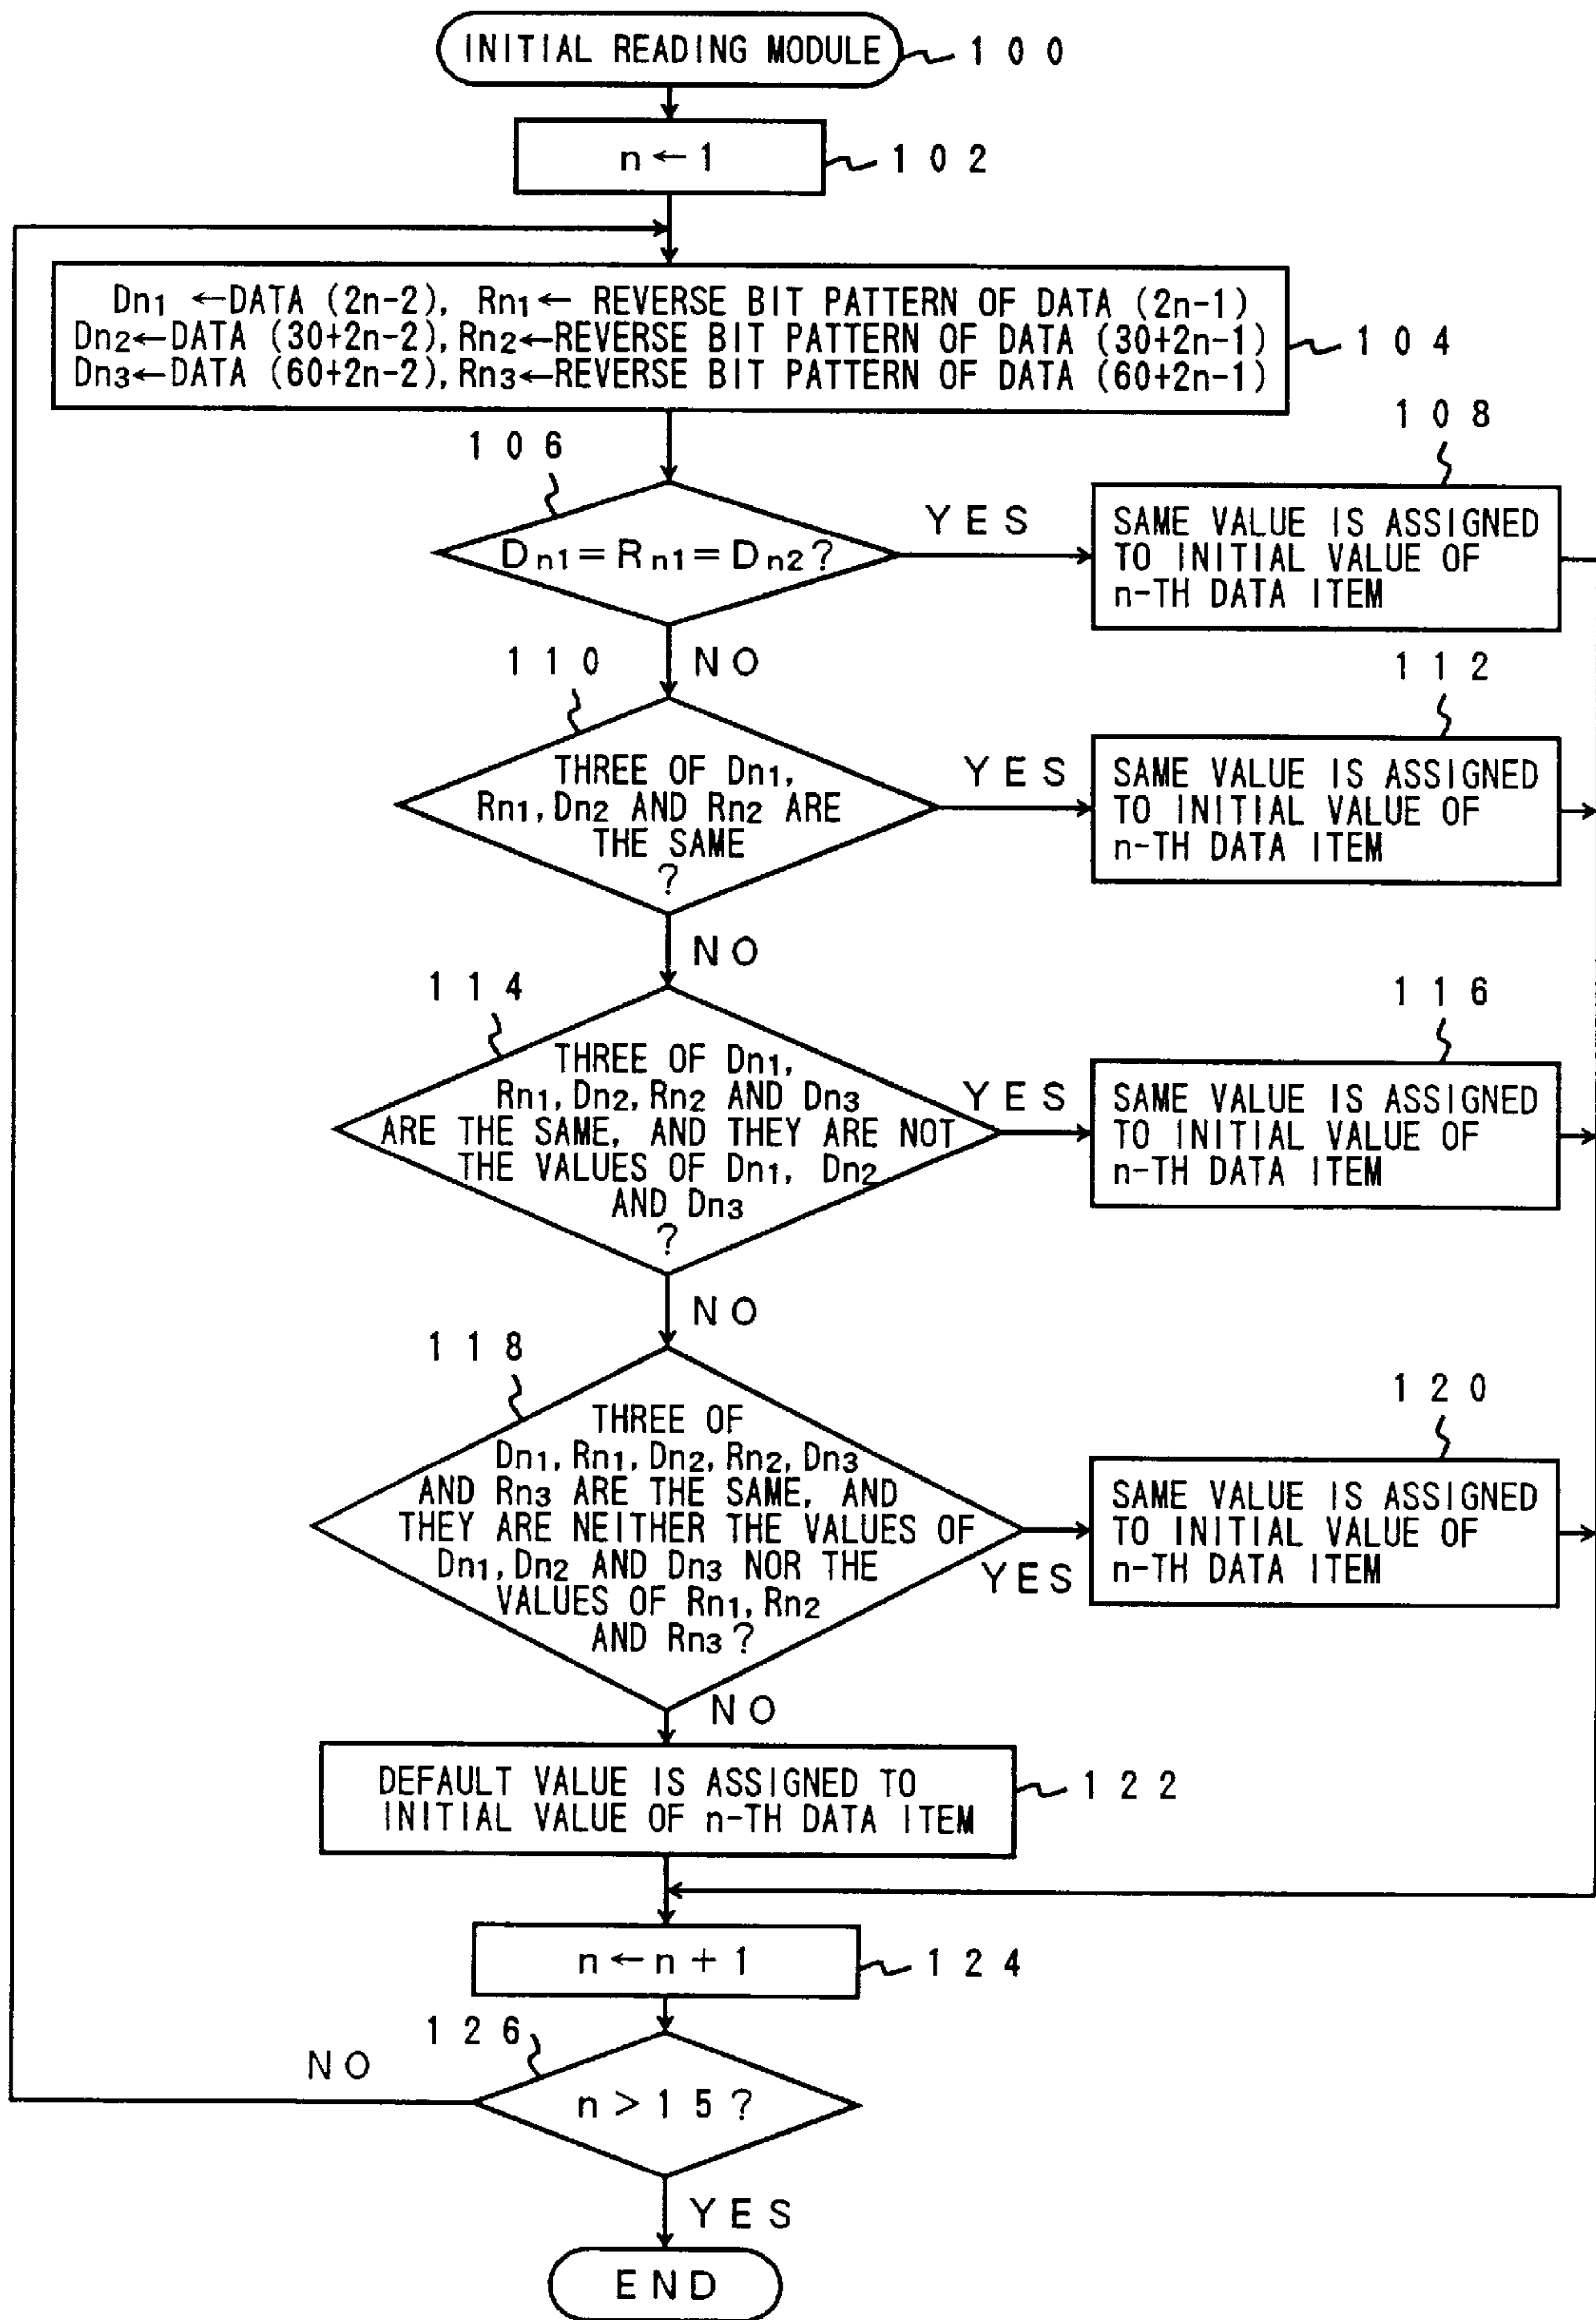 INITIAL READING MODULE
100
n ← 1
102
Dn1 ←DATA (2n-2), Rn1← REVERSE BIT PATTERN OF DATA (2n-1)
Dn2←DATA (30+2n-2), Rn2←REVERSE BIT PATTERN OF DATA (30+2n-1)
Dn3←DATA (60+2n-2), Rn3←REVERSE BIT PATTERN OF DATA (60+2n-1)
104
106
Dn1=Rn1=Dn2?
YES
108
SAME VALUE IS ASSIGNED
TO INITIAL VALUE OF
n-TH DATA ITEM
NO
110
THREE OF Dn1,
Rn1, Dn2 AND Rn2 ARE
THE SAME
?
YES
112
SAME VALUE IS ASSIGNED
TO INITIAL VALUE OF
n-TH DATA ITEM
NO
114
THREE OF Dn1,
Rn1, Dn2, Rn2 AND Dn3
ARE THE SAME, AND THEY ARE NOT
THE VALUES OF Dn1, Dn2
AND Dn3
?
YES
116
SAME VALUE IS ASSIGNED
TO INITIAL VALUE OF
n-TH DATA ITEM
NO
118
THREE OF
Dn1, Rn1, Dn2, Rn2, Dn3
AND Rn3 ARE THE SAME, AND
THEY ARE NEITHER THE VALUES OF
Dn1, Dn2 AND Dn3 NOR THE
VALUES OF Rn1, Rn2
AND Rn3?
YES
120
SAME VALUE IS ASSIGNED
TO INITIAL VALUE OF
n-TH DATA ITEM
NO
DEFAULT VALUE IS ASSIGNED TO
INITIAL VALUE OF n-TH DATA ITEM
122
n ← n + 1
124
126
NO
n > 15?
YES
END